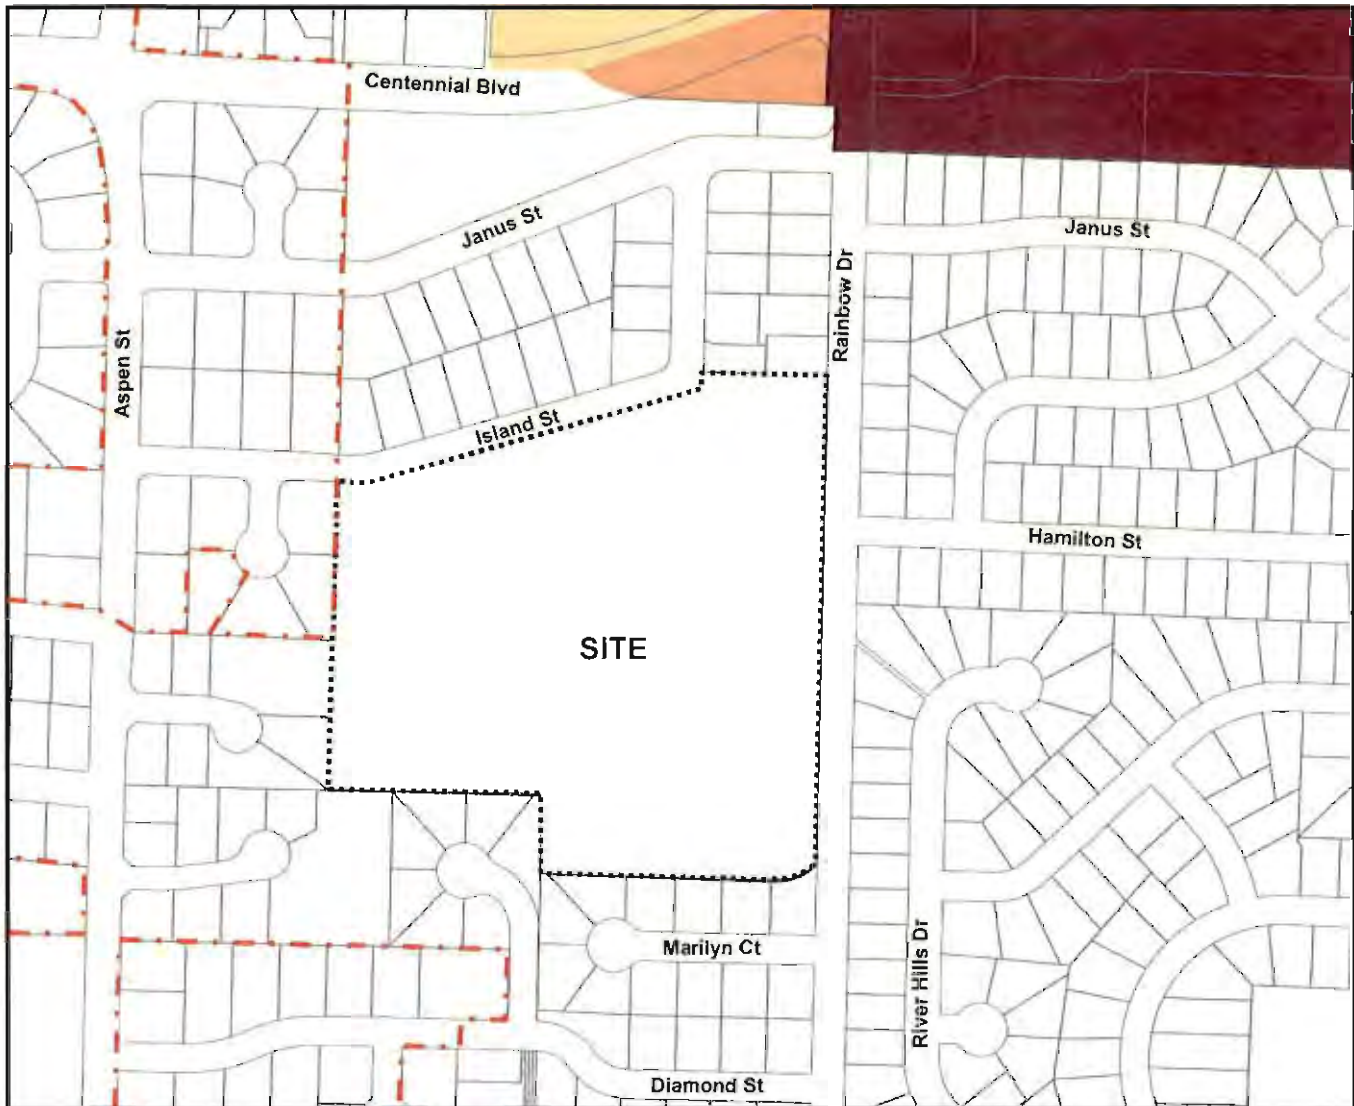 Centennial Blvd
Janus St
Janus St
Rainbow Dr
Aspen St
Island St
Hamilton St
SITE
River Hills Dr
Marilyn Ct
Diamond St